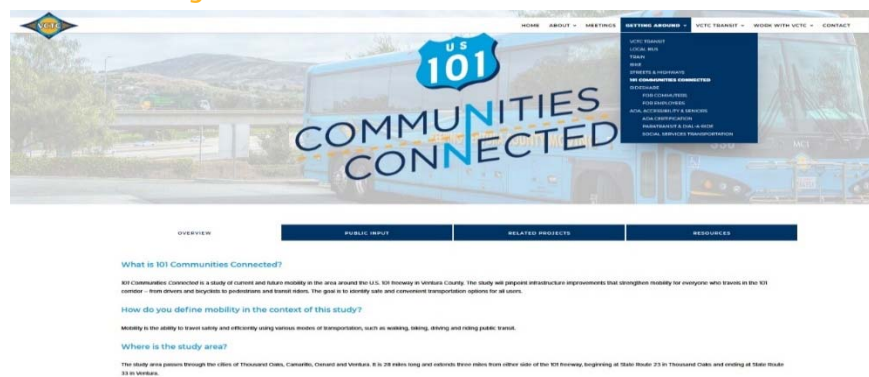 VCTC
HOME ABOUT MEETINGS GETTING AROUND VCTC TRANSIT WORK WITH VCTC CONTACT
VCTC TRANSIT
LOCAL BUS
TRAIN
BIKE
STREETS & HIGHWAYS
101 COMMUNITIES CONNECTED
RIDESHARE
FOR COMMUTERS
FOR EMPLOYERS
ADA, ACCESSIBILITY & SENIORS
ADA CERTIFICATION
PARATRANSIT & DIAL-A-RIDE
SOCIAL SERVICES TRANSPORTATION
US
101
COMMUNITIES
CONNECTED
MCI
OVERVIEW PUBLIC INPUT RELATED PROJECTS RESOURCES
What is 101 Communities Connected?
101 Communities Connected is a study of current and future mobility in the area around the U.S. 101 freeway in Ventura County. The study will pinpoint infrastructure improvements that strengthen mobility for everyone who travels in the 101
corridor – from drivers and bicyclists to pedestrians and transit riders. The goal is to identify safe and convenient transportation options for all users.
How do you define mobility in the context of this study?
Mobility is the ability to travel safely and efficiently using various modes of transportation, such as walking, biking, driving and riding public transit.
Where is the study area?
The study area passes through the cities of Thousand Oaks, Camarillo, Oxnard and Ventura. It is 28 miles long and extends three miles from either side of the 101 freeway, beginning at State Route 23 in Thousand Oaks and ending at State Route
33 in Ventura.